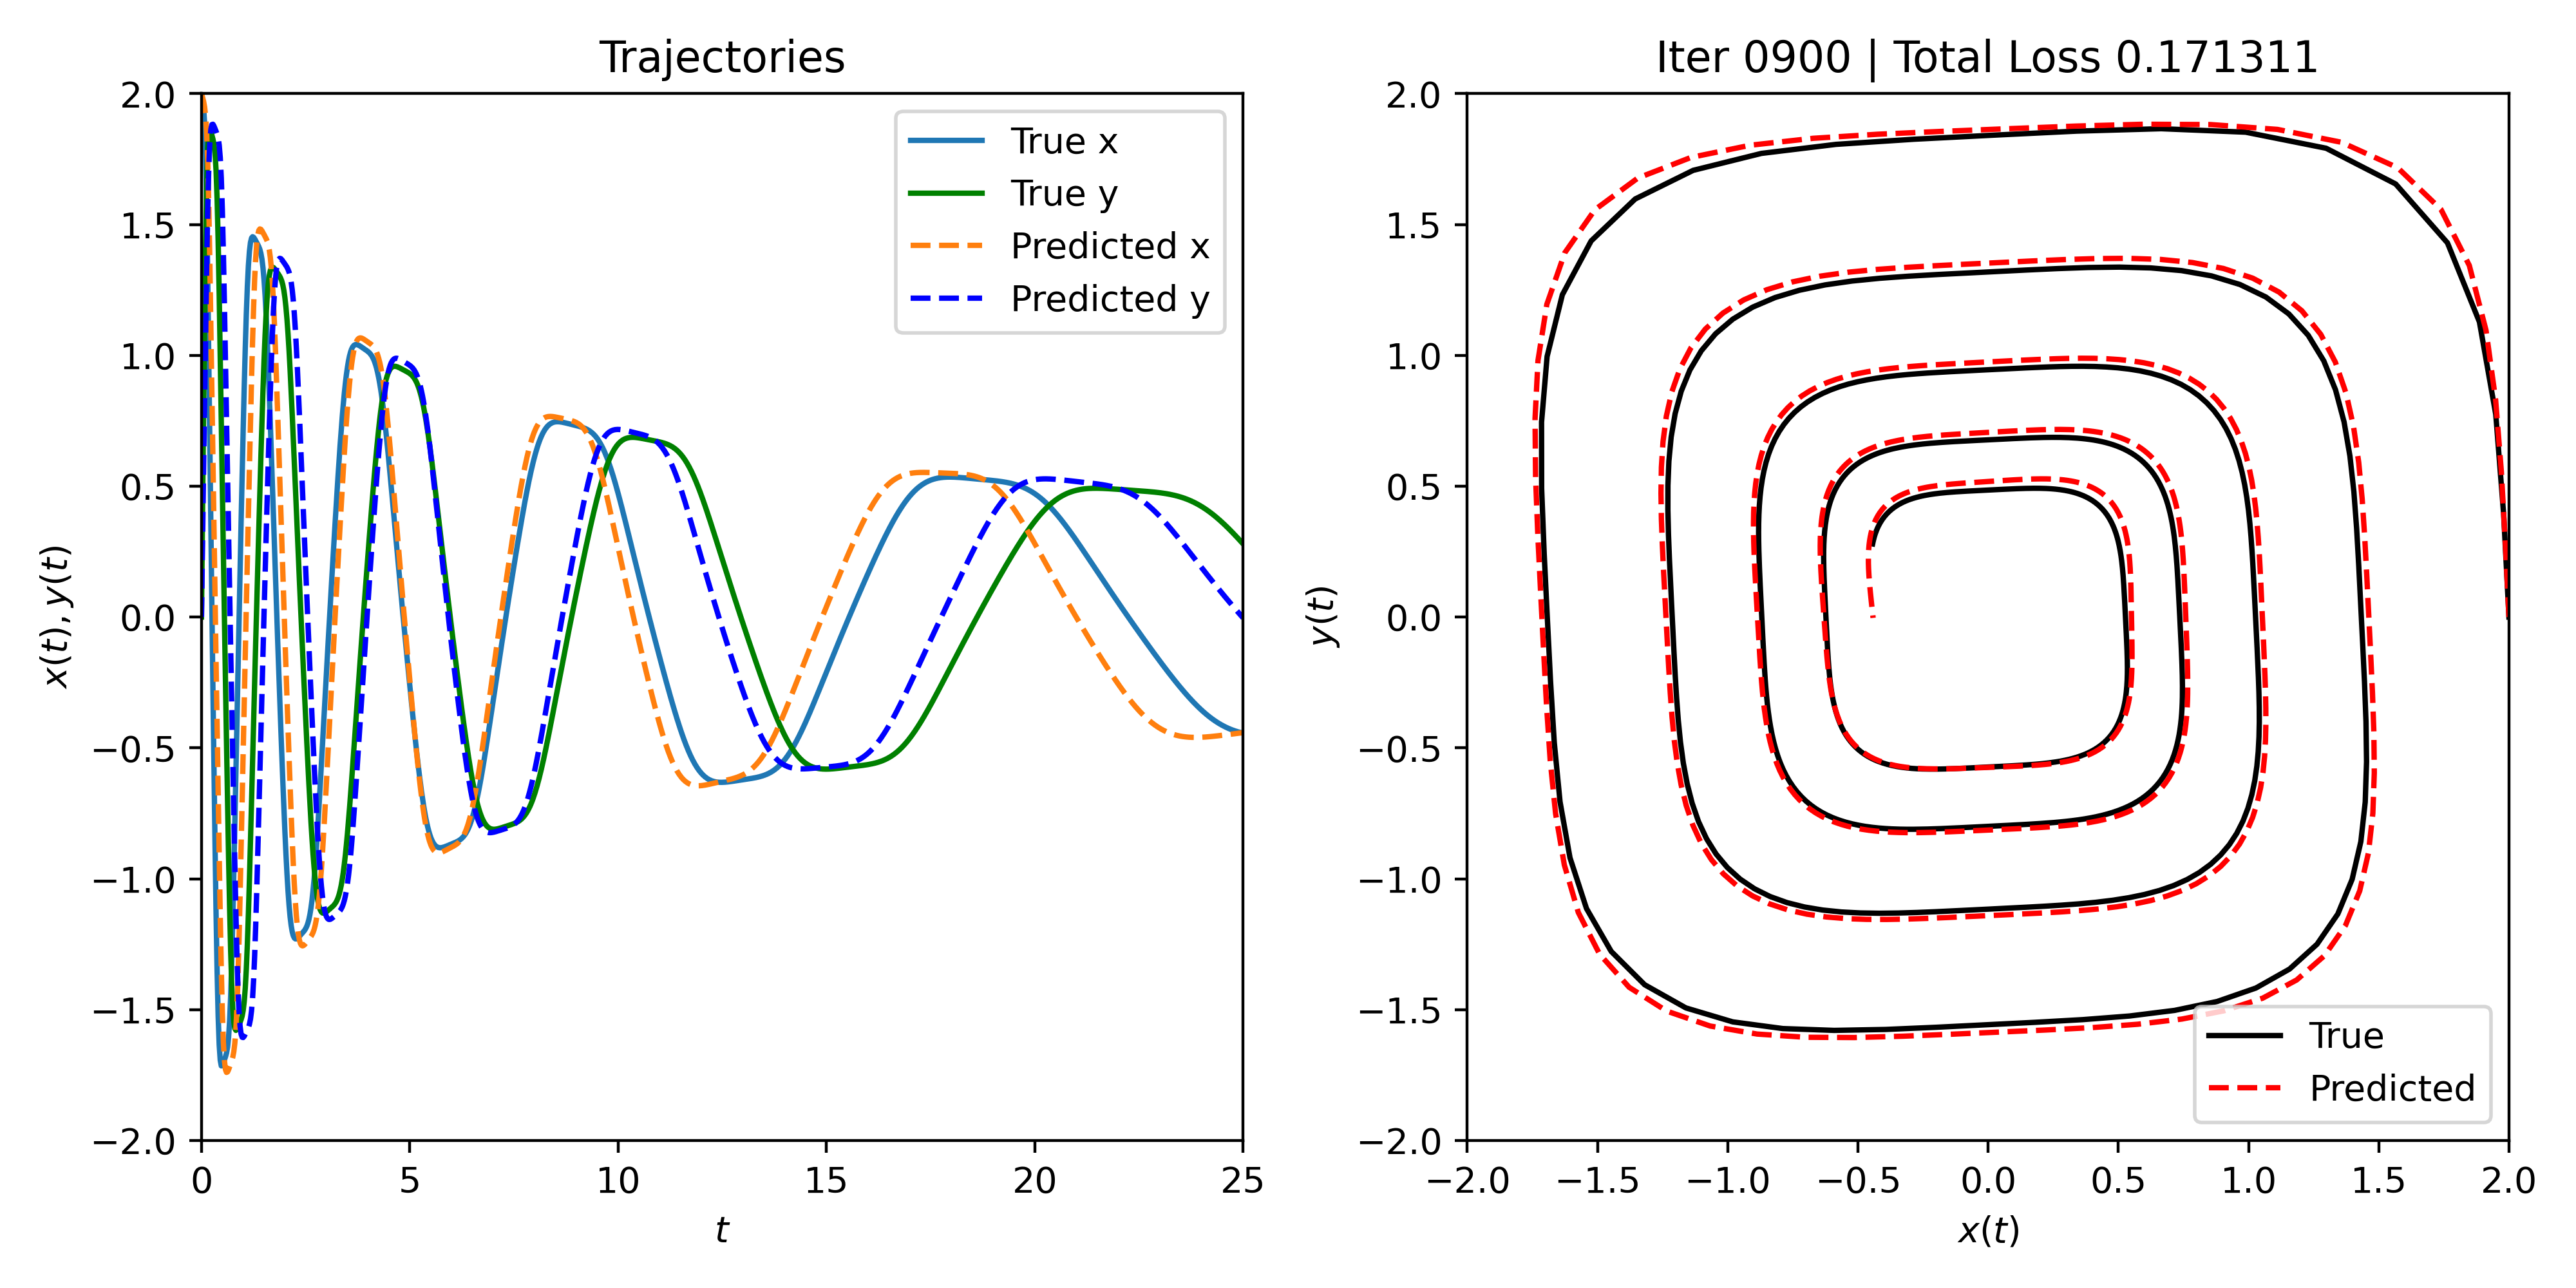 Trajectories
2.0
1.5
1.0
0.5
0.0
−0.5
−1.0
−1.5
−2.0
x(t), y(t)
0 5 10 15 20 25
t
True x
True y
Predicted x
Predicted y
Iter 0900 | Total Loss 0.171311
2.0
1.5
1.0
0.5
0.0
−0.5
−1.0
−1.5
−2.0
y(t)
−2.0 −1.5 −1.0 −0.5 0.0 0.5 1.0 1.5 2.0
x(t)
True
Predicted